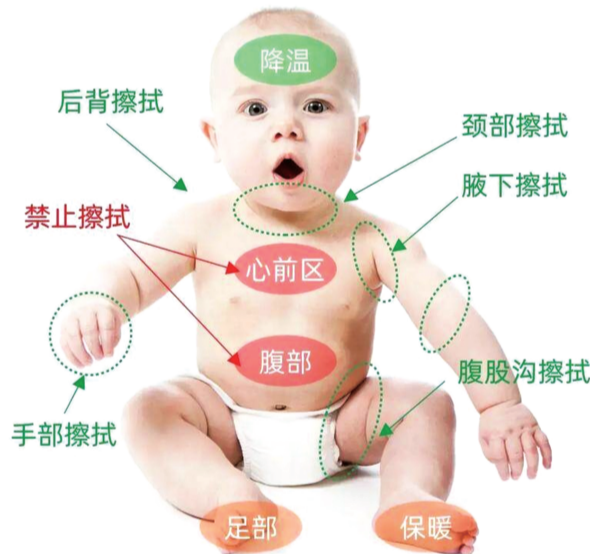 降温
后背擦拭
颈部擦拭
腋下擦拭
禁止擦拭
心前区
腹部
腹股沟擦拭
手部擦拭
足部
保暖